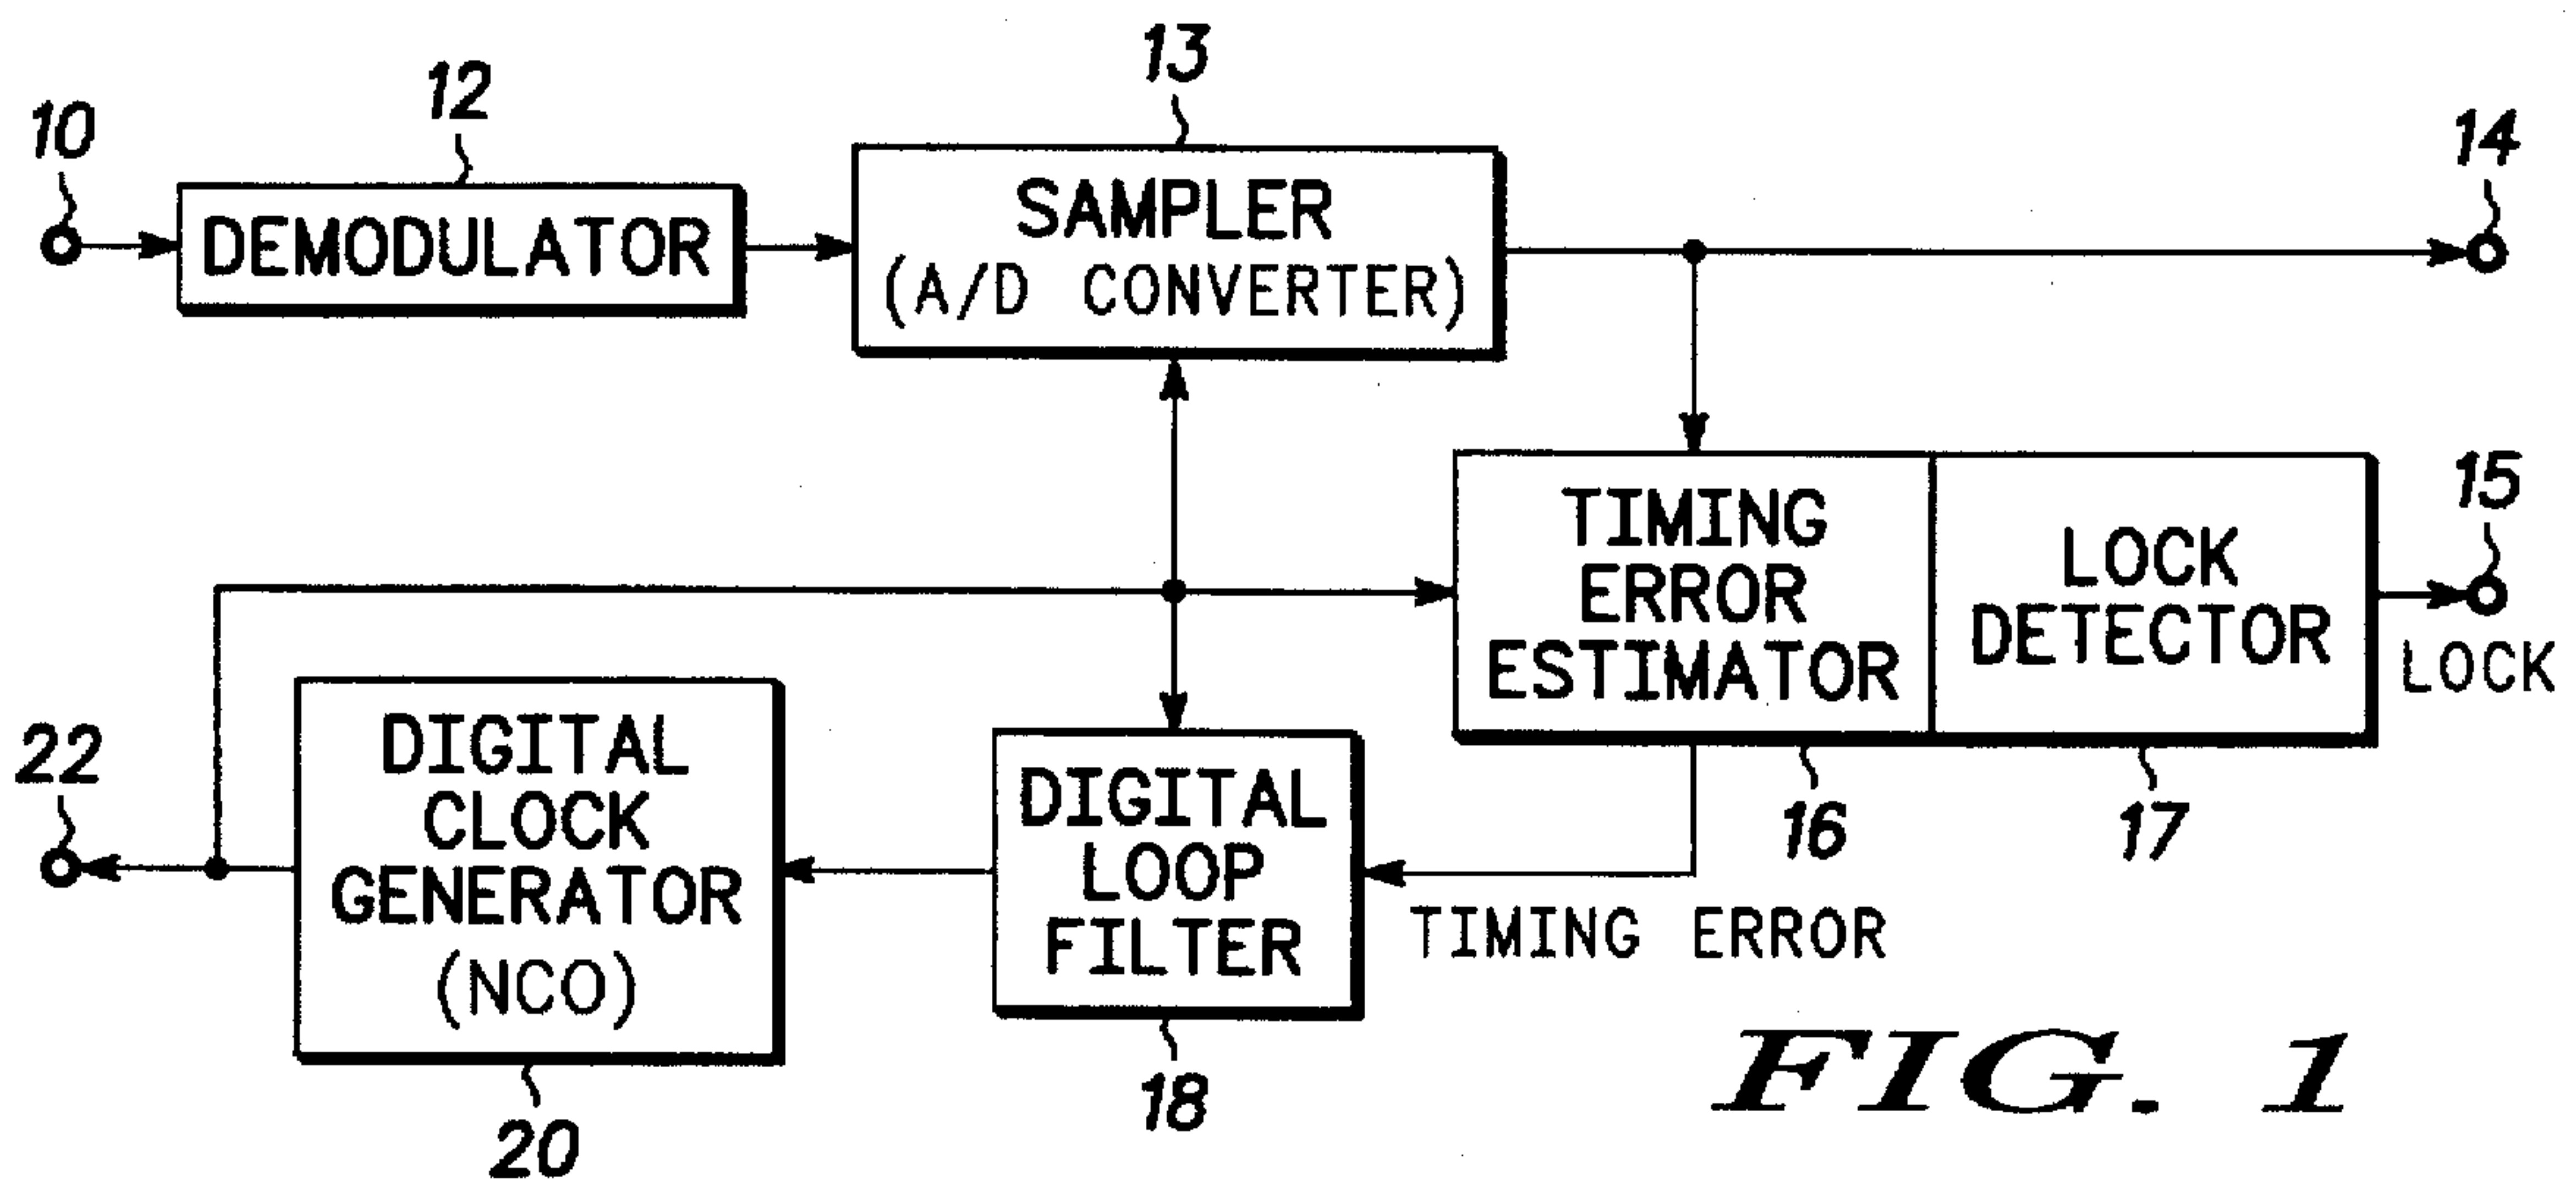 10
12
13
14
DEMODULATOR
SAMPLER
(A/D CONVERTER)
TIMING
ERROR
ESTIMATOR
LOCK
DETECTOR
15
LOCK
22
DIGITAL
CLOCK
GENERATOR
(NCO)
20
DIGITAL
LOOP
FILTER
18
TIMING ERROR
16
17
FIG. 1